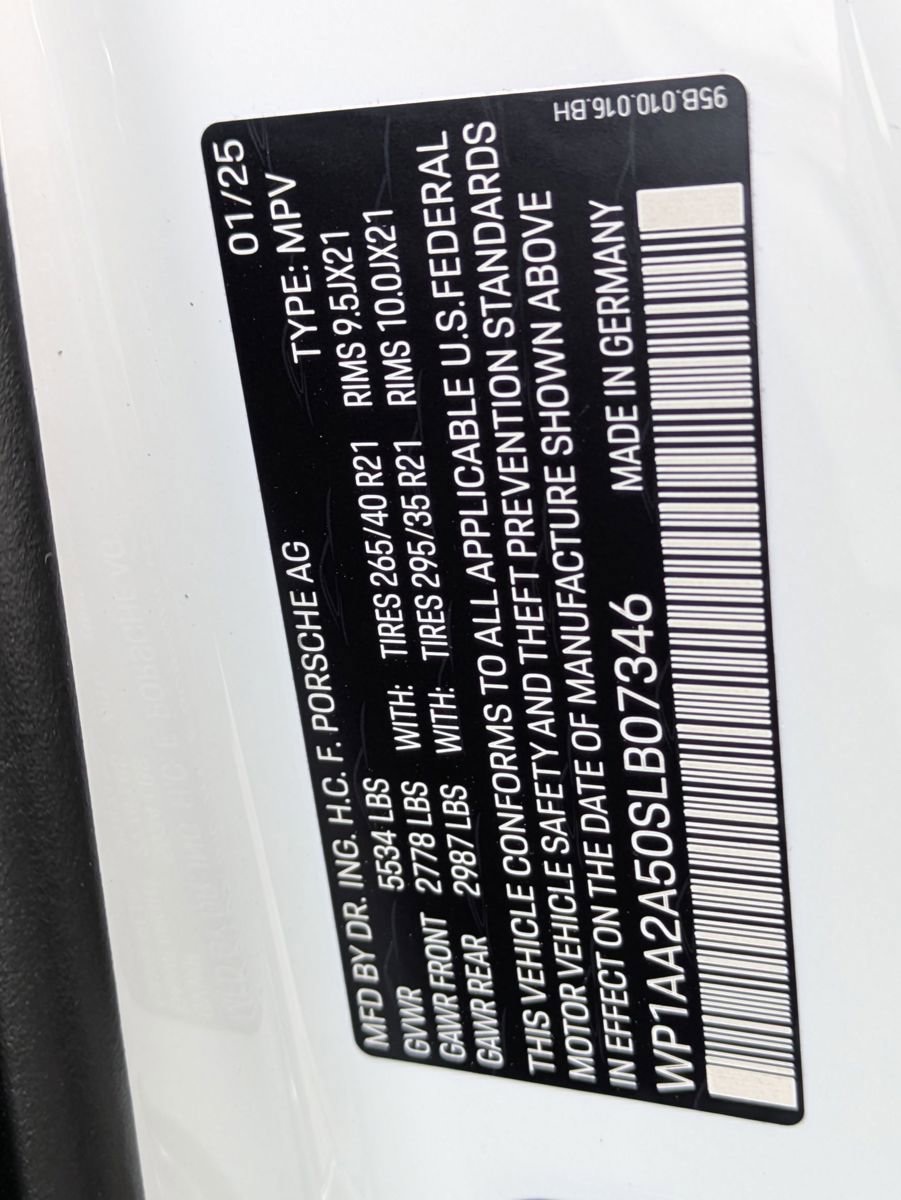 95B.010.016.BH
01/25
MFD BY DR. ING. H.C. F. PORSCHE AG TYPE: MPV
GVWR 5534 LBS
GAWR FRONT 2778 LBS WITH: TIRES 265/40 R21 RIMS 9.5JX21
GAWR REAR 2987 LBS WITH: TIRES 295/35 R21 RIMS 10.0JX21
THIS VEHICLE CONFORMS TO ALL APPLICABLE U.S.FEDERAL
MOTOR VEHICLE SAFETY AND THEFT PREVENTION STANDARDS
IN EFFECT ON THE DATE OF MANUFACTURE SHOWN ABOVE
WP1AA2A50SLB07346 MADE IN GERMANY